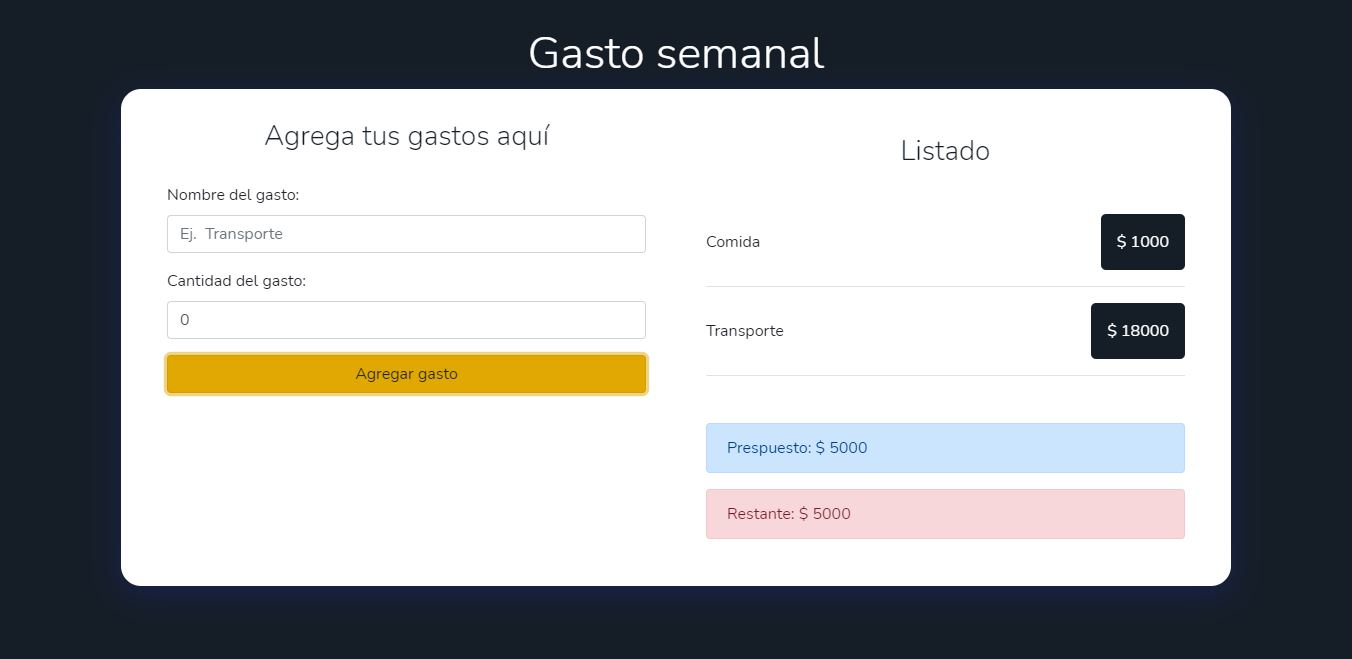 Gasto semanal
Agrega tus gastos aquí
Nombre del gasto:
Ej.  Transporte
Cantidad del gasto:
0
Agregar gasto
Listado
Comida
$ 1000
Transporte
$ 18000
Prespuesto: $ 5000
Restante: $ 5000